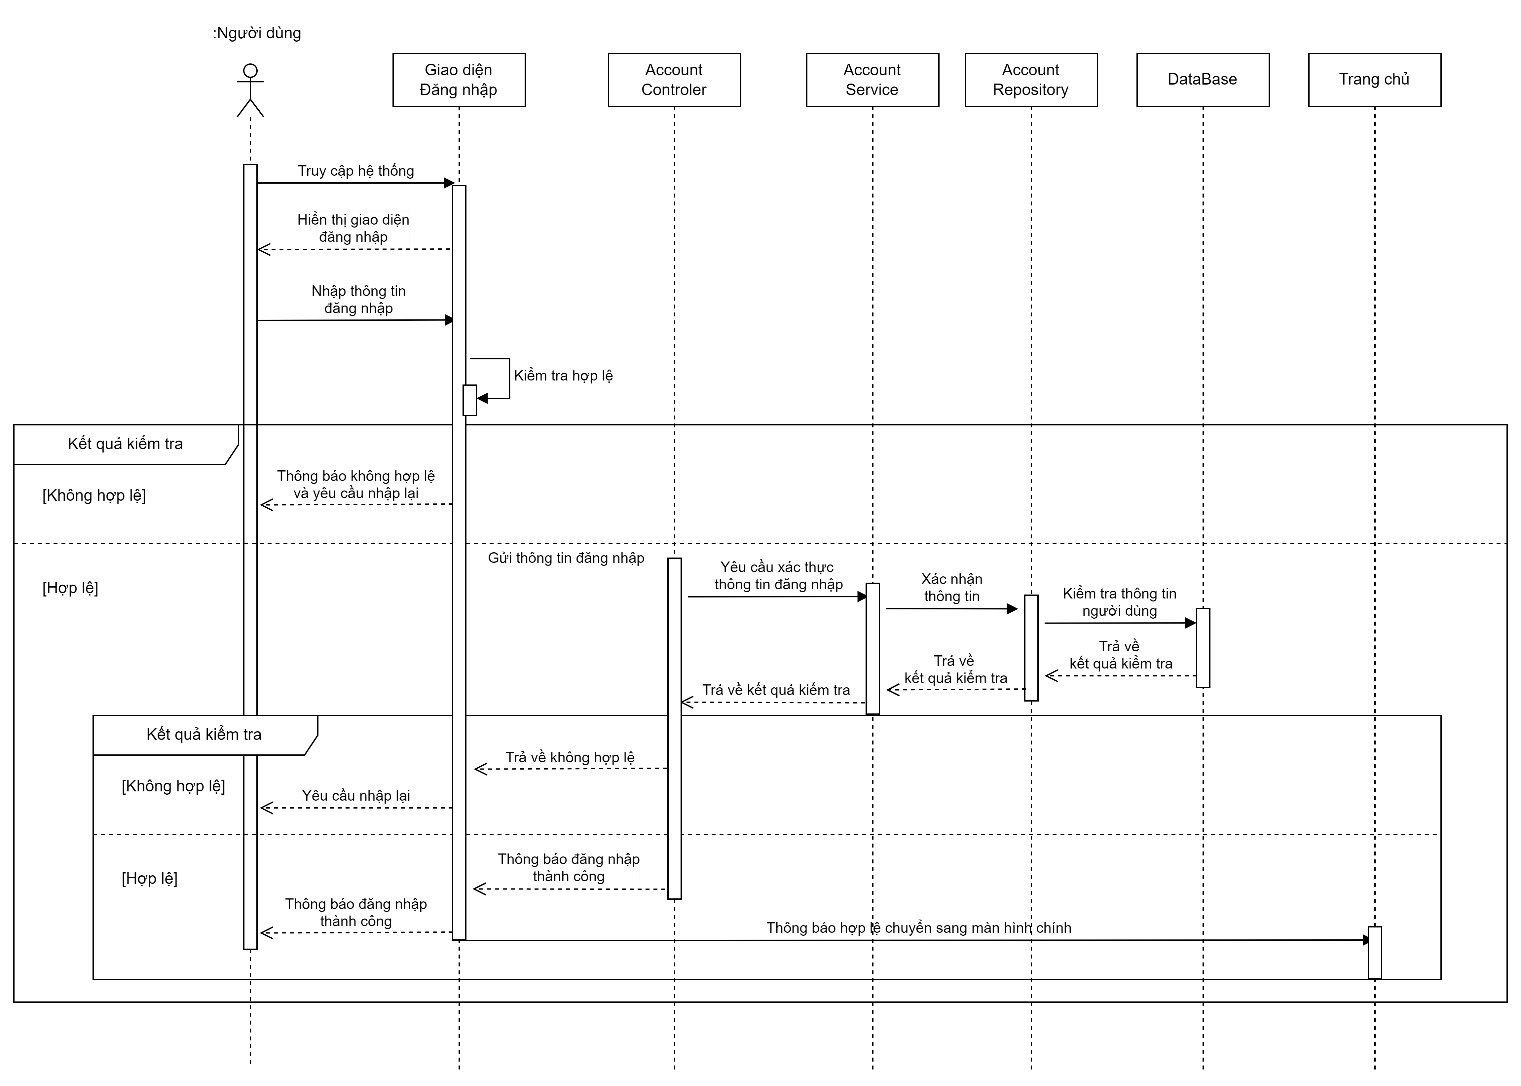 :Người dùng
Giao diện
Đăng nhập
Account
Controler
Account
Service
Account
Repository
DataBase
Trang chủ
Truy cập hệ thống
Hiển thị giao diện
đăng nhập
Nhập thông tin
đăng nhập
Kiểm tra hợp lệ
Kết quả kiểm tra
Thông báo không hợp lệ
và yêu cầu nhập lại
[Không hợp lệ]
Gửi thông tin đăng nhập
[Hợp lệ]
Yêu cầu xác thực
thông tin đăng nhập
Xác nhận
thông tin
Kiểm tra thông tin
người dùng
Trả về
kết quả kiểm tra
Trả về
kết quả kiểm tra
Trả về kết quả kiểm tra
Kết quả kiểm tra
Trả về không hợp lệ
[Không hợp lệ]
Yêu cầu nhập lại
Thông báo đăng nhập
thành công
[Hợp lệ]
Thông báo đăng nhập
thành công
Thông báo hợp lệ chuyển sang màn hình chính